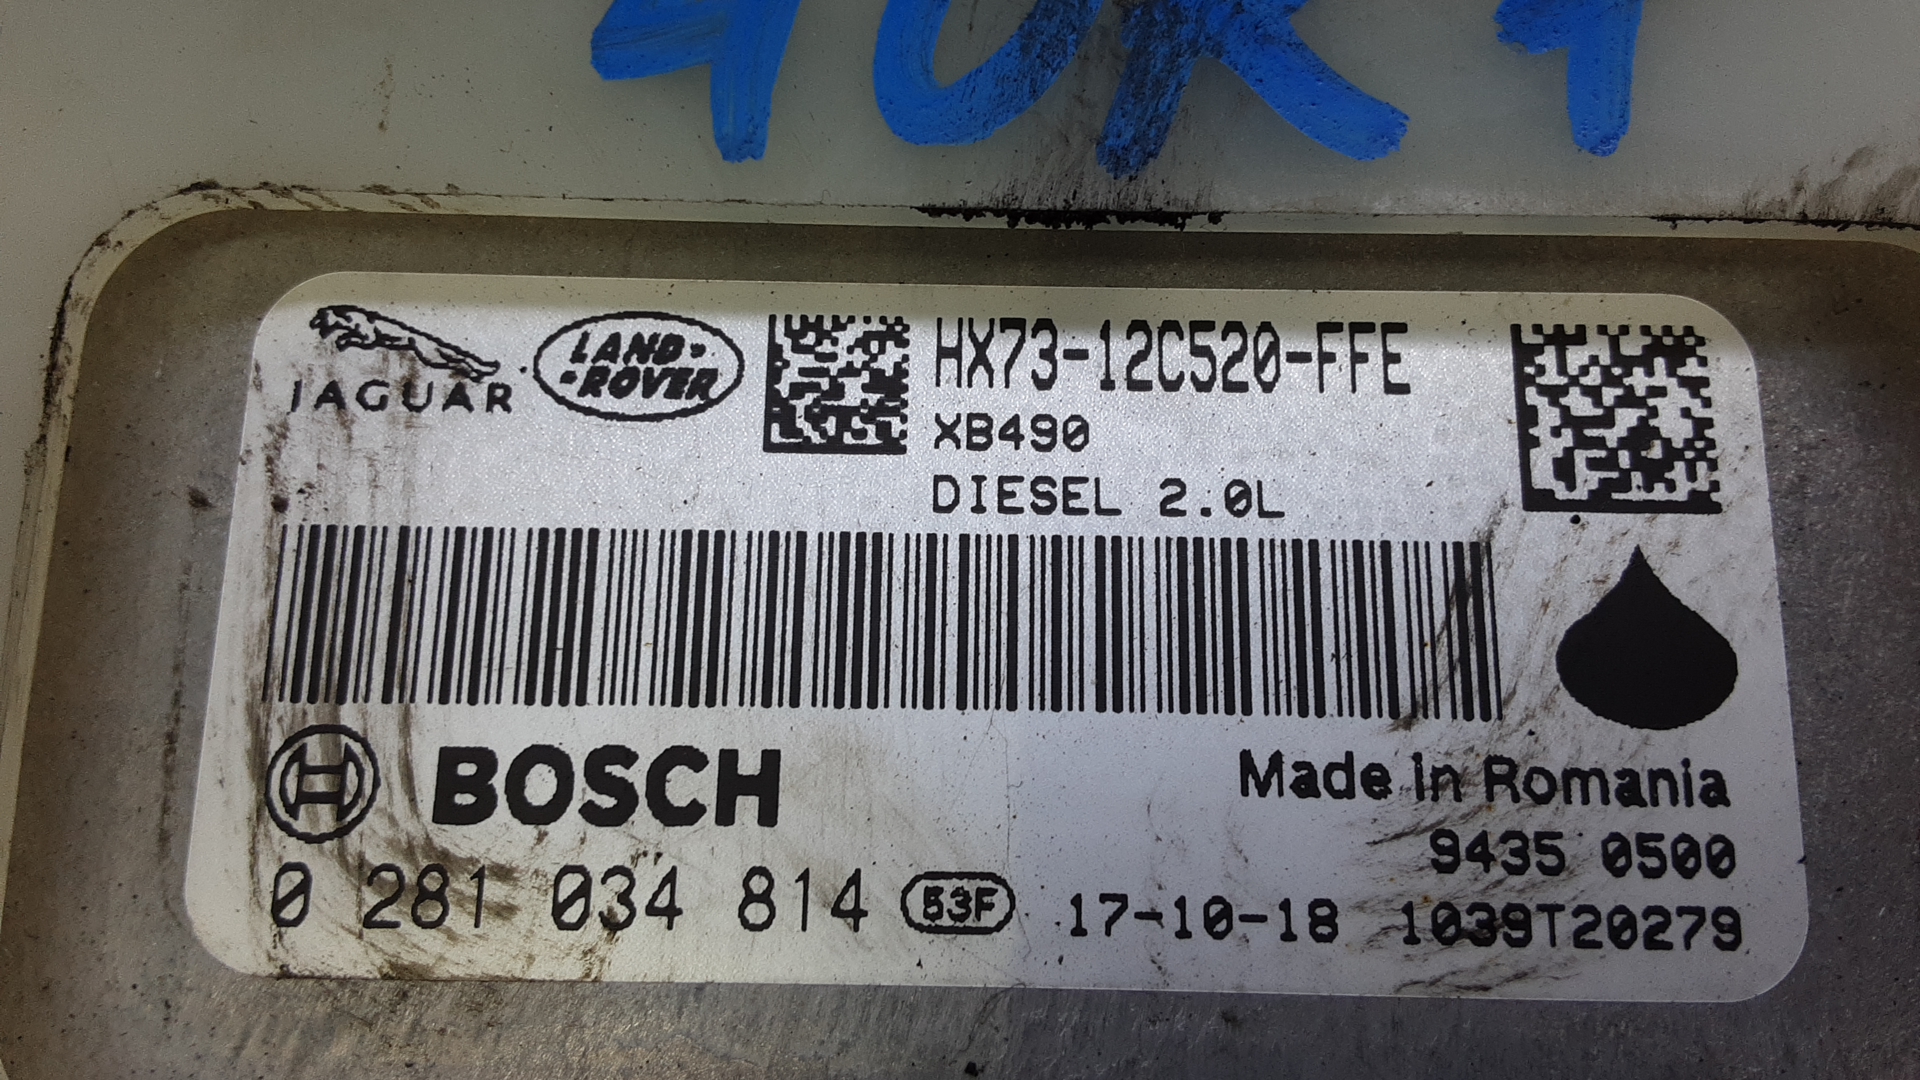 JAGUAR
LAND-
-ROVER
HX73-12C520-FFE
XB490
DIESEL 2.0L
BOSCH
Made in Romania
9435 0500
0 281 034 814 53F 17-10-18 1039T20279